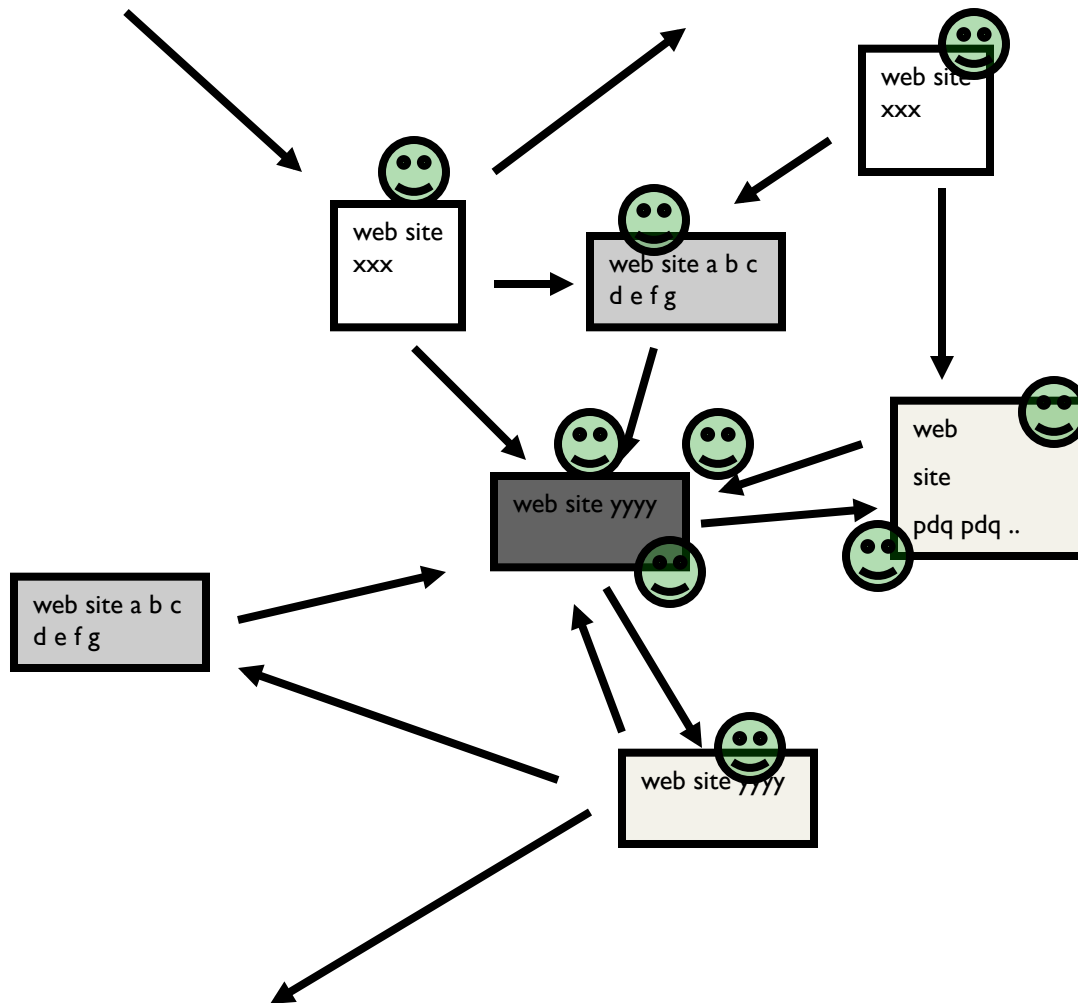 web site
xxx
web site
xxx
web site a b c
d e f g
web
site
pdq pdq ..
web site yyyy
web site a b c
d e f g
web site yyyy